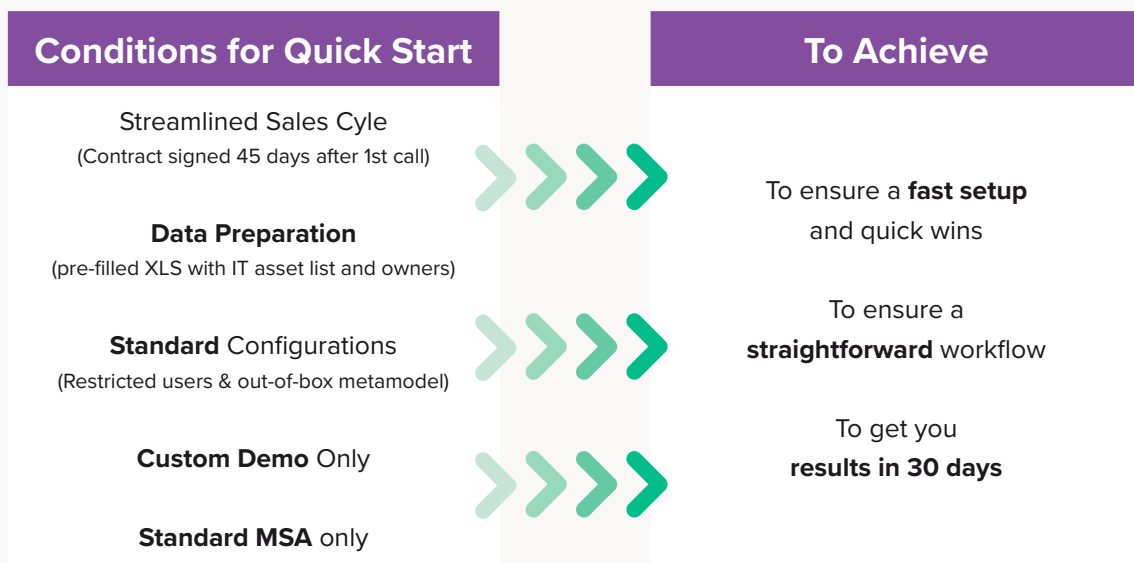 Conditions for Quick Start
Streamlined Sales Cyle
(Contract signed 45 days after 1st call)
Data Preparation
(pre-filled XLS with IT asset list and owners)
Standard Configurations
(Restricted users & out-of-box metamodel)
Custom Demo Only
Standard MSA only
To Achieve
To ensure a fast setup
and quick wins
To ensure a
straightforward workflow
To get you
results in 30 days